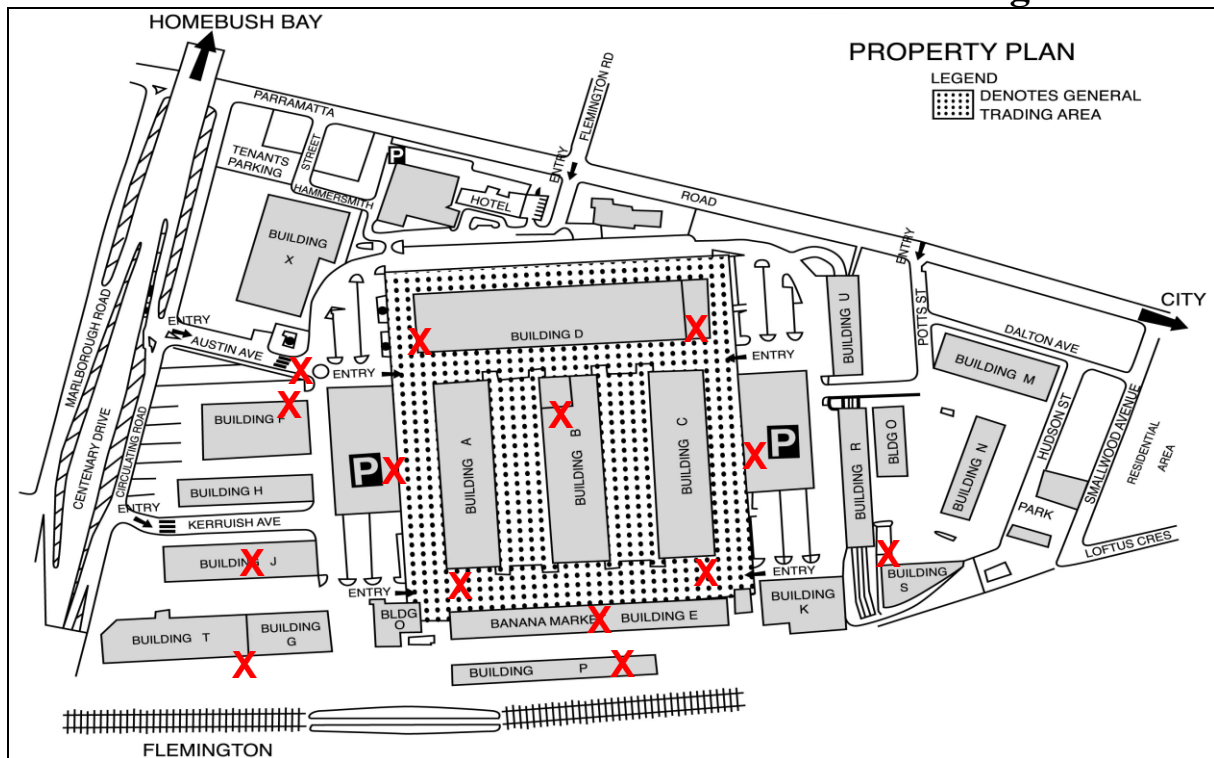 HOMEBUSH BAY
PROPERTY PLAN
LEGEND
DENOTES GENERAL
TRADING AREA
PARRAMATTA
ROAD
FLEMINGTON RD
ENTRY
STREET
TENANTS
PARKING
P
HAMMERSMITH
HOTEL
BUILDING
X
ENTRY
CITY
POTTS ST
DALTON AVE
MARLBOROUGH ROAD
ENTRY
AUSTIN AVE
BUILDING D
BUILDING U
ENTRY
ENTRY
BUILDING M
HUDSON ST
SMALLWOOD AVENUE
RESIDENTIAL
AREA
CENTENARY DRIVE
CIRCULATING ROAD
BUILDING F
BUILDING A
BUILDING B
BUILDING C
P
P
BUILDING R
BLDG O
BUILDING N
BUILDING H
ENTRY
KERRUISH AVE
PARK
LOFTUS CRES
BUILDING J
ENTRY
ENTRY
BUILDING
S
BUILDING
K
BLDG
O
BANANA MARKET
BUILDING E
BUILDING T
BUILDING
G
BUILDING P
FLEMINGTON